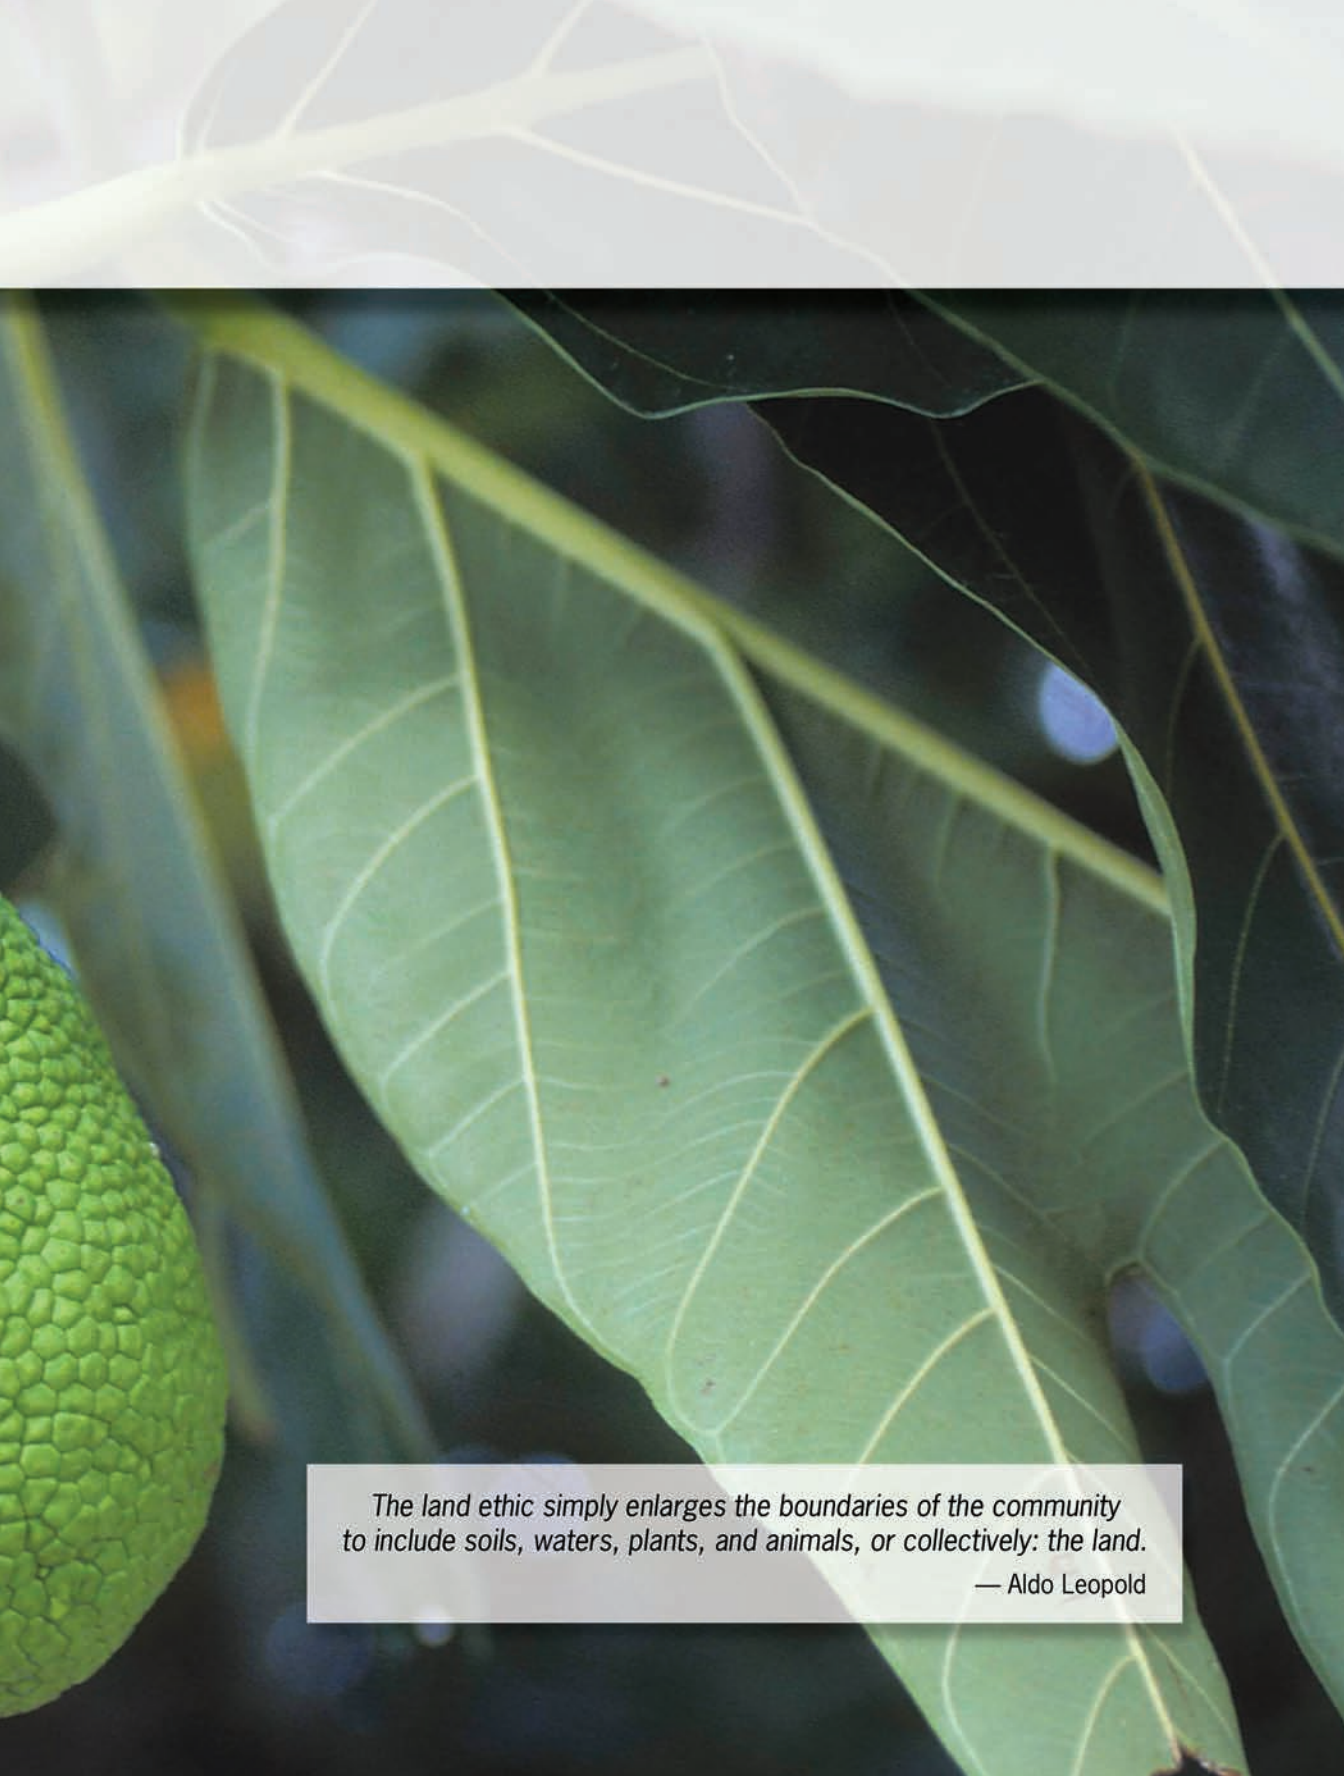 The land ethic simply enlarges the boundaries of the community
to include soils, waters, plants, and animals, or collectively: the land.
— Aldo Leopold